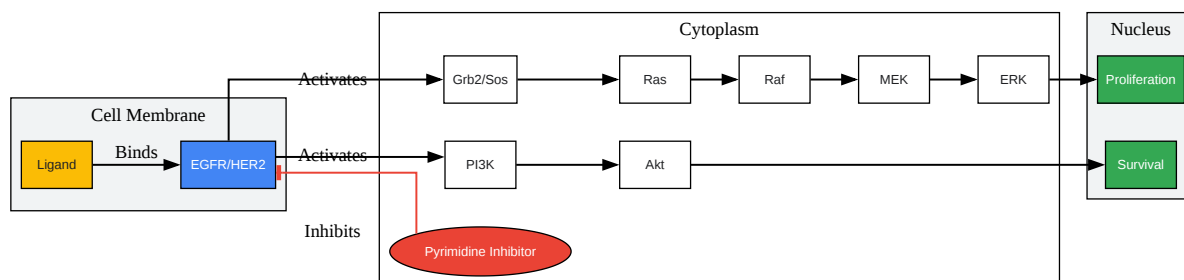 Cytoplasm
Nucleus
Activates
Grb2/Sos
Ras
Raf
MEK
ERK
Proliferation
Cell Membrane
Ligand
Binds
EGFR/HER2
Activates
PI3K
Akt
Survival
Inhibits
Pyrimidine Inhibitor